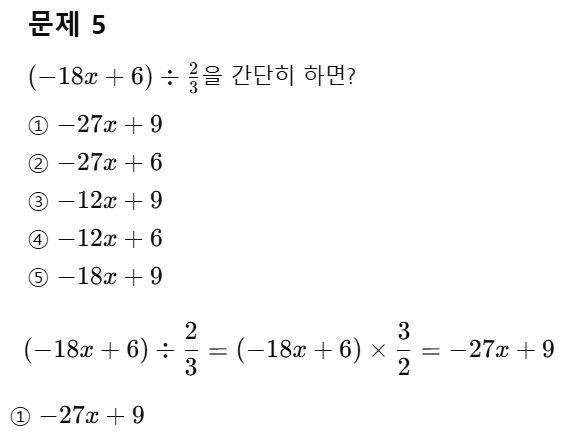 문제 5
(−18x + 6) ÷ 2/3을 간단히 하면?
① −27x + 9
② −27x + 6
③ −12x + 9
④ −12x + 6
⑤ −18x + 9
(−18x + 6) ÷ 2/3 = (−18x + 6) × 3/2 = −27x + 9
① −27x + 9